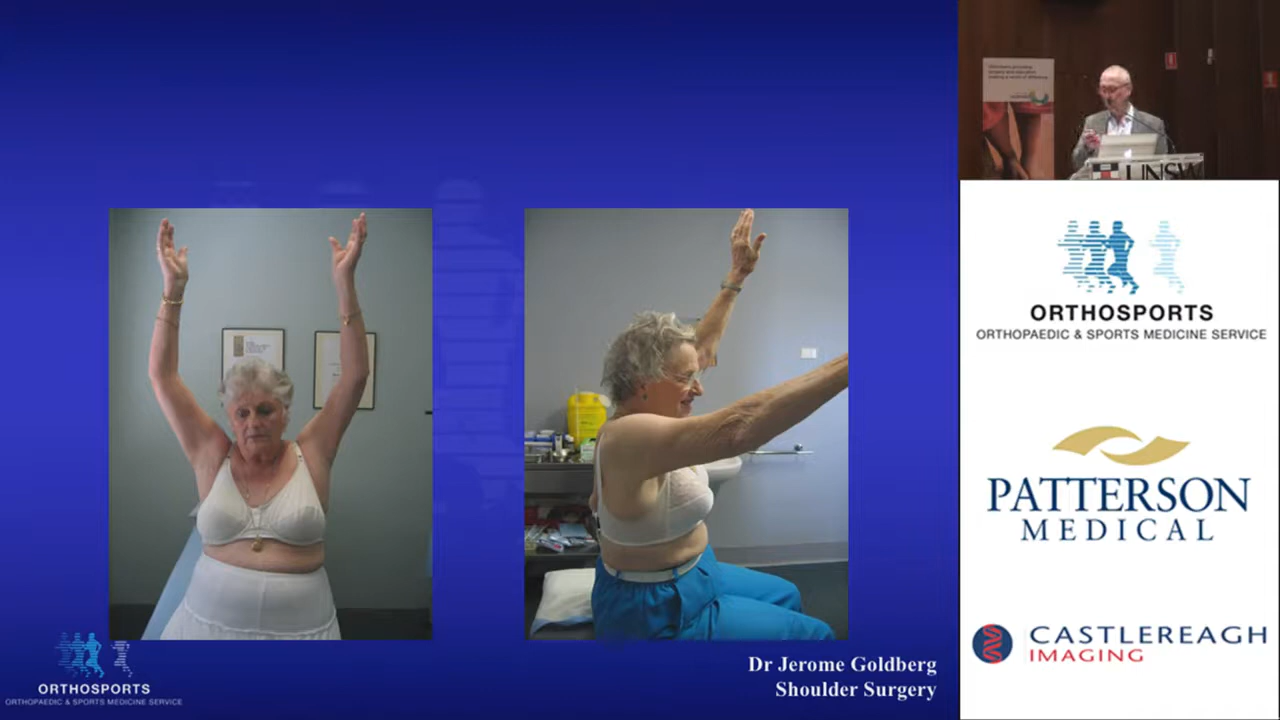 UNSW
ORTHOSPORTS
ORTHOPAEDIC & SPORTS MEDICINE SERVICE
PATTERSON
MEDICAL
CASTLEREAGH
IMAGING
Dr Jerome Goldberg
Shoulder Surgery
ORTHOSPORTS
ORTHOPAEDIC & SPORTS MEDICINE SERVICE